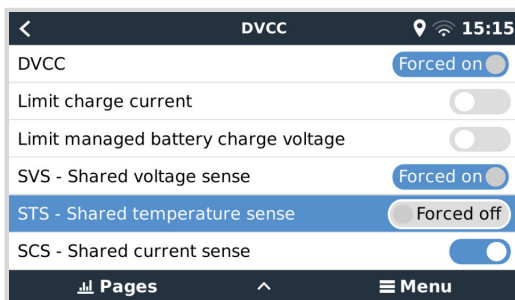 DVCC 15:15
DVCC Forced on
Limit charge current
Limit managed battery charge voltage
SVS - Shared voltage sense Forced on
STS - Shared temperature sense Forced off
SCS - Shared current sense
Pages Menu